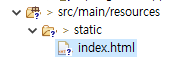 > src/main/resources
> static
index.html